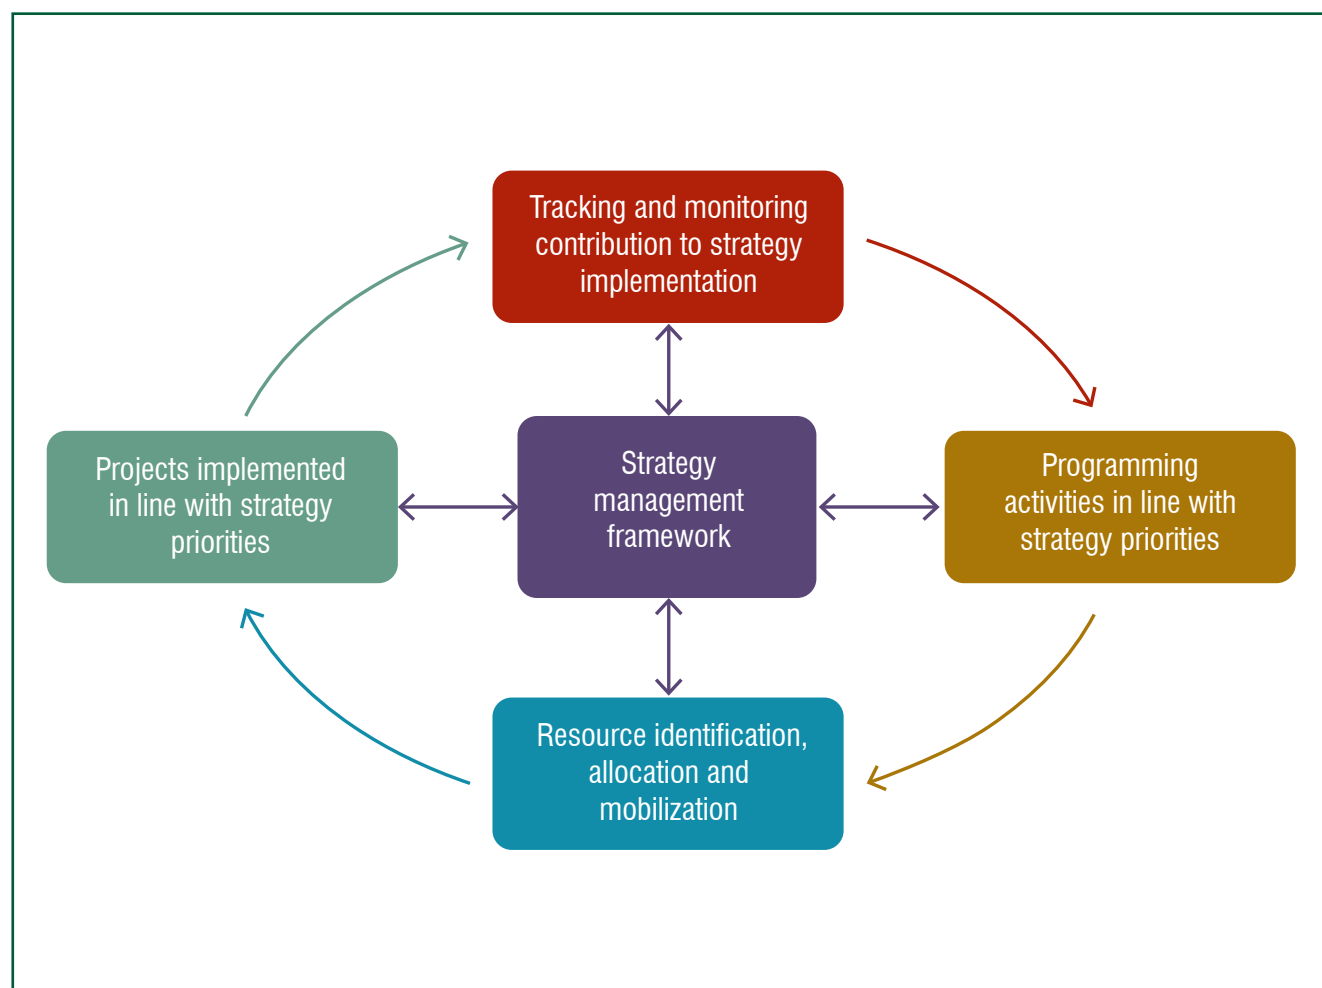 Tracking and monitoring
contribution to strategy
implementation
Projects implemented
in line with strategy
priorities
Strategy
management
framework
Programming
activities in line with
strategy priorities
Resource identification,
allocation and
mobilization